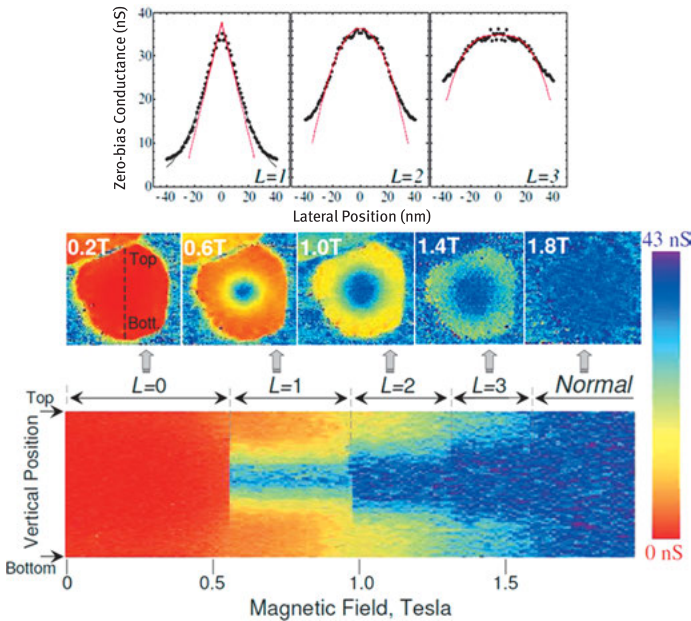 Zero-bias Conductance (nS)
40
30
20
10
0
L=1
L=2
L=3
-40 -20 0 20 40
-40 -20 0 20 40
-40 -20 0 20 40
Lateral Position (nm)
0.2T
0.6T
1.0T
1.4T
1.8T
43 nS
Top
Bott.
L=0
L=1
L=2
L=3
Normal
Top
Vertical Position
Bottom
0 nS
0
0.5
1.0
1.5
Magnetic Field, Tesla